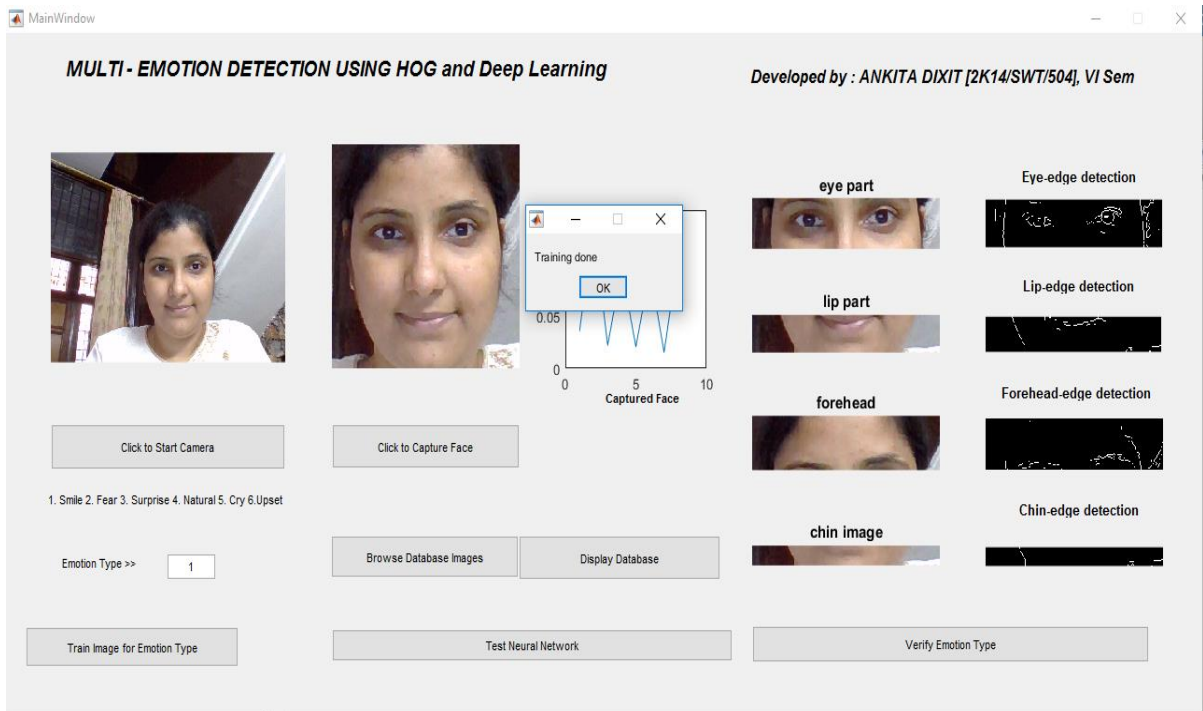 MainWindow
MULTI - EMOTION DETECTION USING HOG and Deep Learning
Developed by : ANKITA DIXIT [2K14/SWT/504], VI Sem
eye part
Eye-edge detection
Training done
OK
lip part
Lip-edge detection
0.05
0
0 5 10
Captured Face
forehead
Forehead-edge detection
Click to Start Camera
Click to Capture Face
1. Smile 2. Fear 3. Surprise 4. Natural 5. Cry 6.Upset
chin image
Chin-edge detection
Emotion Type >> 1
Browse Database Images
Display Database
Train Image for Emotion Type
Test Neural Network
Verify Emotion Type